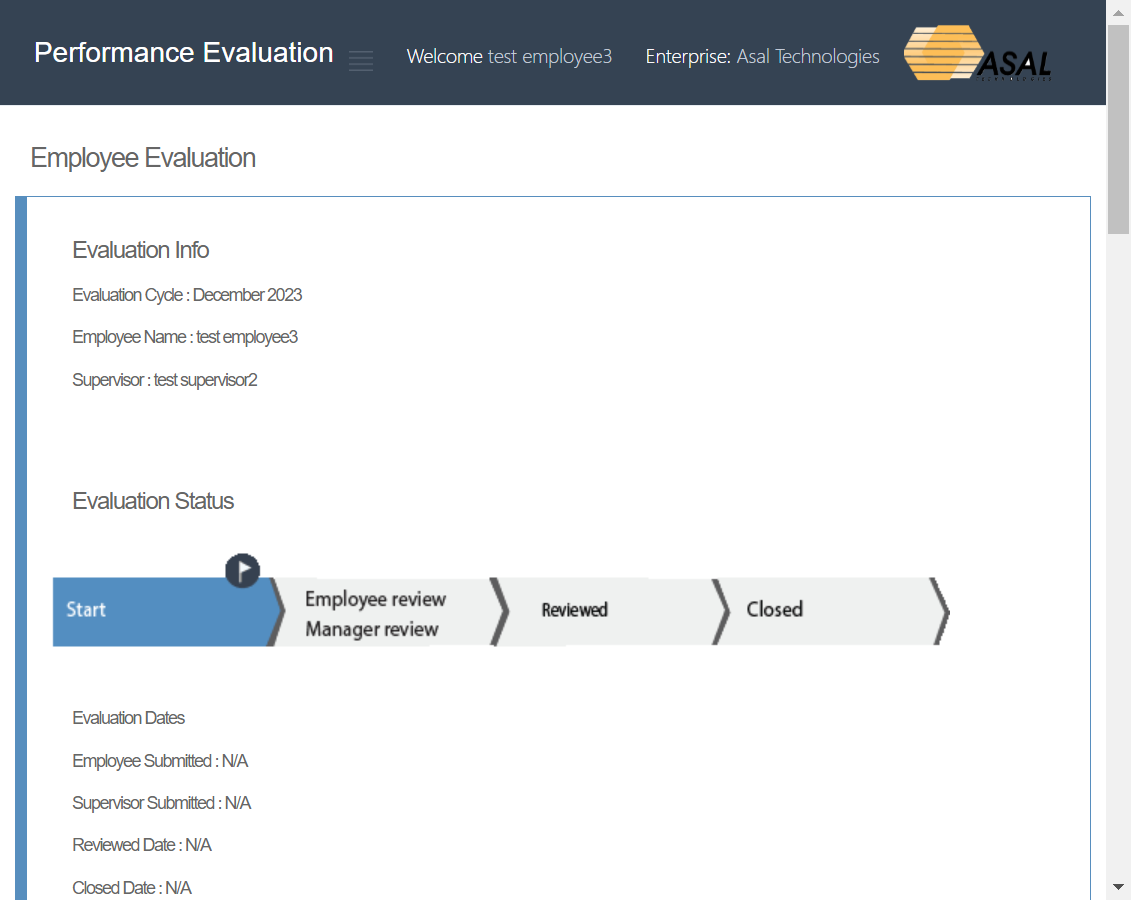 Performance Evaluation
Welcome test employee3
Enterprise: Asal Technologies
ASAL
TECHNOLOGIES
Employee Evaluation
Evaluation Info
Evaluation Cycle : December 2023
Employee Name : test employee3
Supervisor : test supervisor2
Evaluation Status
Start
Employee review
Manager review
Reviewed
Closed
Evaluation Dates
Employee Submitted : N/A
Supervisor Submitted : N/A
Reviewed Date : N/A
Closed Date : N/A